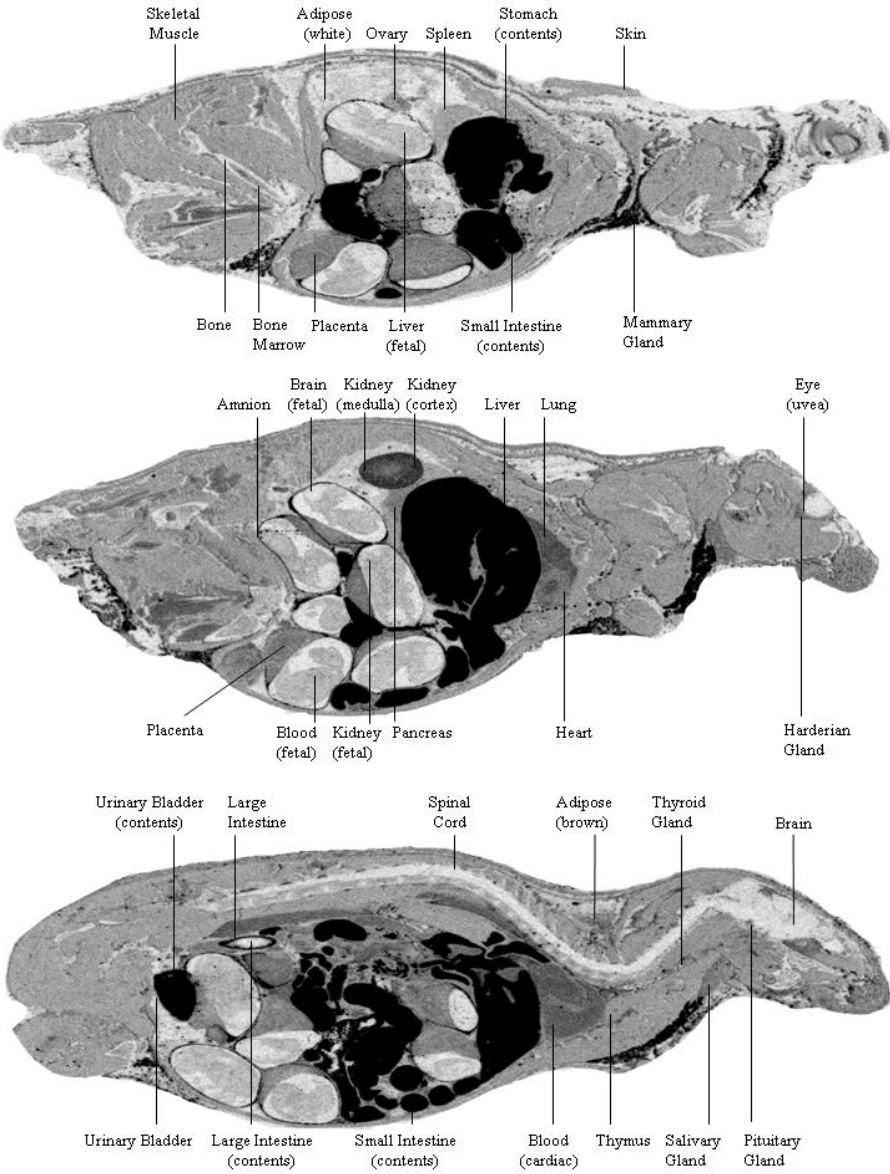 Skeletal
Muscle
Adipose
(white)
Ovary
Spleen
Stomach
(contents)
Skin
Bone
Bone
Marrow
Placenta
Liver
(fetal)
Small Intestine
(contents)
Mammary
Gland
Amnion
Brain
(fetal)
Kidney
(medulla)
Kidney
(cortex)
Liver
Lung
Eye
(uvea)
Placenta
Blood
(fetal)
Kidney
(fetal)
Pancreas
Heart
Harderian
Gland
Urinary Bladder
(contents)
Large
Intestine
Spinal
Cord
Adipose
(brown)
Thyroid
Gland
Brain
Urinary Bladder
Large Intestine
(contents)
Small Intestine
(contents)
Blood
(cardiac)
Thymus
Salivary
Gland
Pituitary
Gland